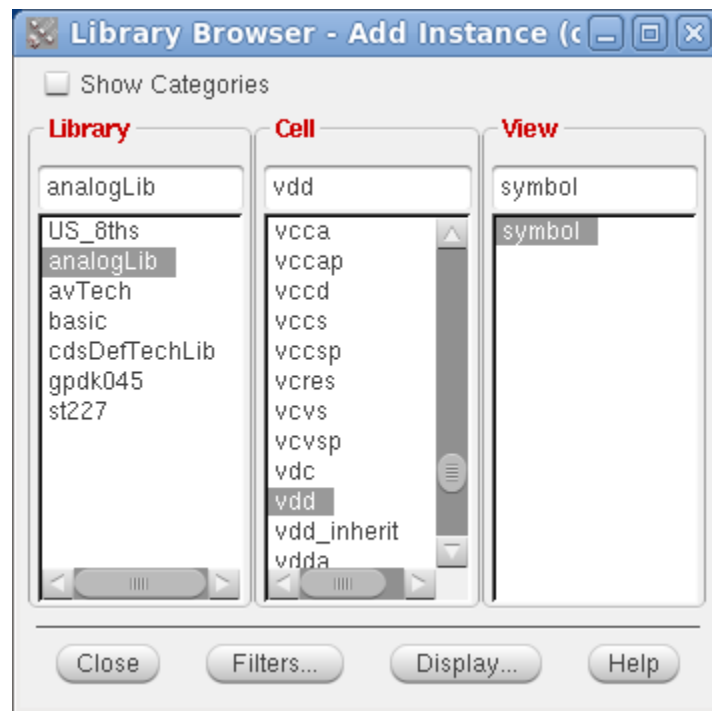 Library Browser - Add Instance (c
Show Categories
Library
analogLib
US_8ths
analogLib
avTech
basic
cdsDefTechLib
gpdk045
st227
Cell
vdd
vcca
vccap
vccd
vccs
vccsp
vcres
vcvs
vcvsp
vdc
vdd
vdd_inherit
vdda
View
symbol
symbol
Close
Filters...
Display...
Help